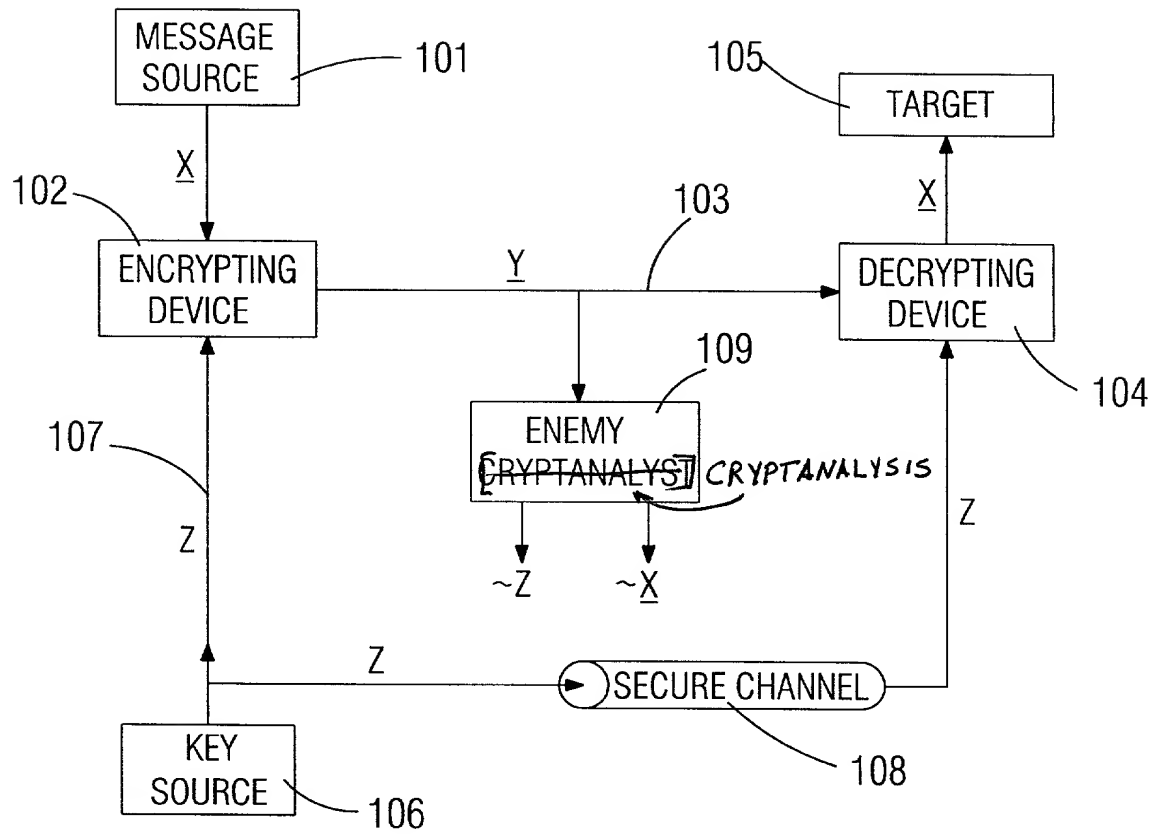 MESSAGE
SOURCE
101
105
TARGET
X
102
103
X
ENCRYPTING
DEVICE
Y
DECRYPTING
DEVICE
104
109
ENEMY
[CRYPTANALYST] CRYPTANALYSIS
107
Z
Z
~Z
~X
Z
SECURE CHANNEL
108
KEY
SOURCE
106